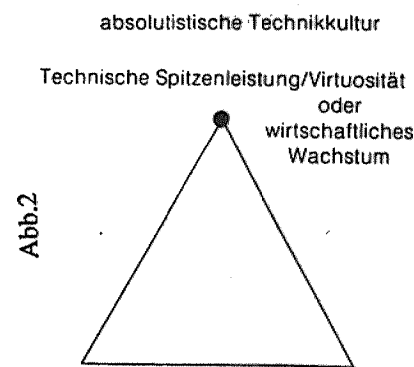 absolutistische Technikkultur
Technische Spitzenleistung/Virtuosität
oder
wirtschaftliches
Wachstum
Abb.2